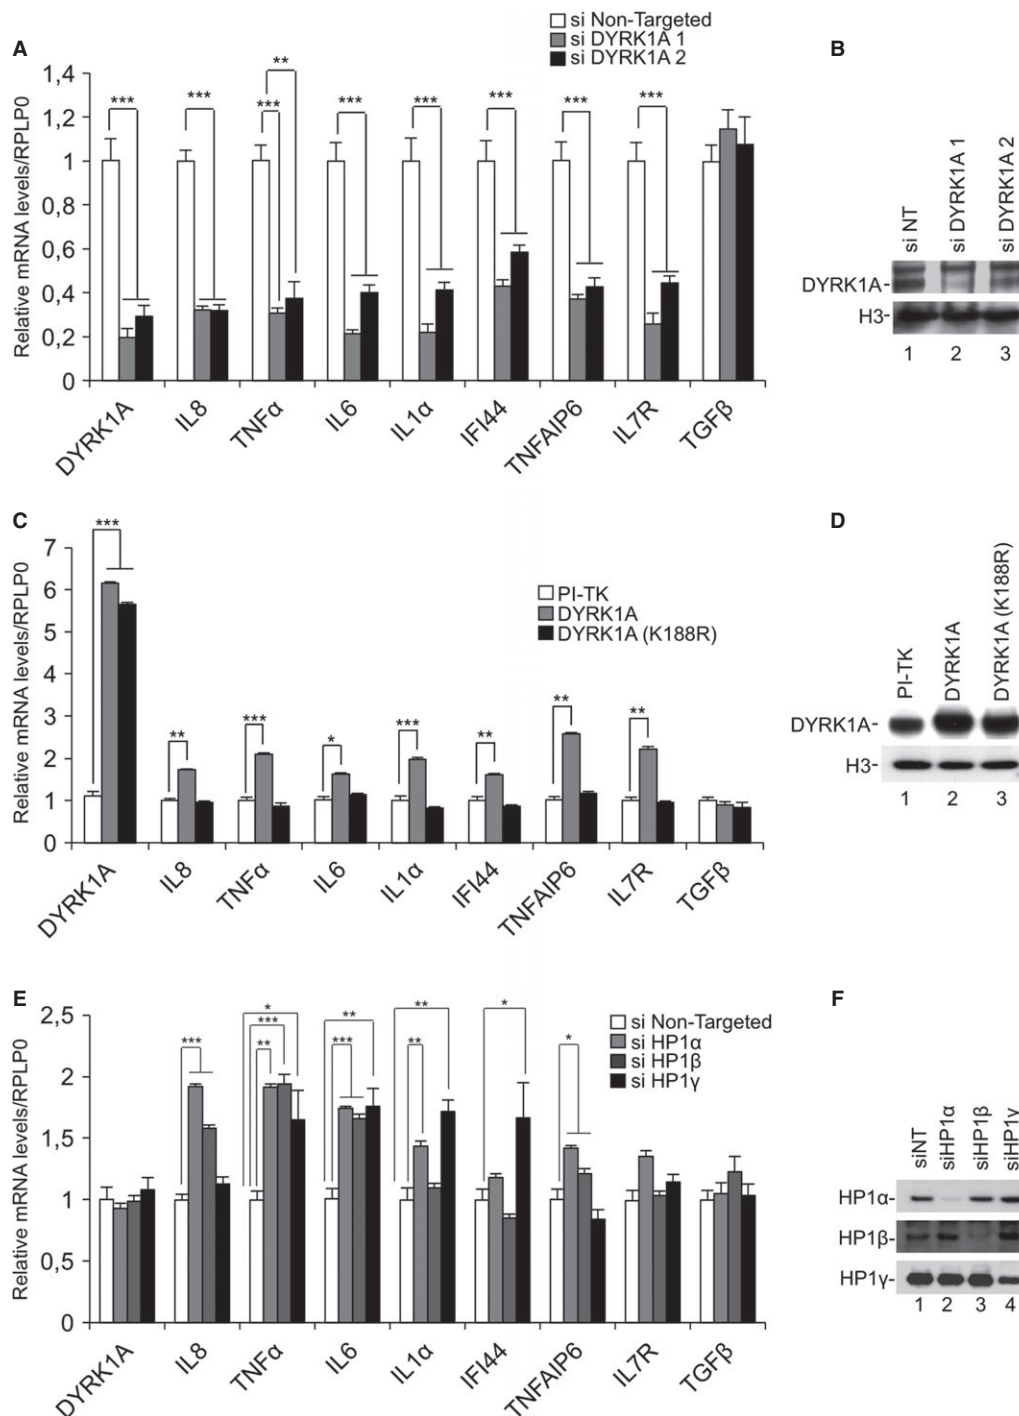 A
si Non-Targeted
si DYRK1A 1
si DYRK1A 2
Relative mRNA levels/RPLP0
1,4
1,2
1
0,8
0,6
0,4
0,2
0
***
***
***
**
***
***
***
***
***
DYRK1A
IL8
TNFα
IL6
IL1α
IFI44
TNFAIP6
IL7R
TGFβ
B
si NT
si DYRK1A 1
si DYRK1A 2
DYRK1A-
H3-
1 2 3
C
PI-TK
DYRK1A
DYRK1A (K188R)
Relative mRNA levels/RPLP0
7
6
5
4
3
2
1
0
***
**
***
*
***
**
**
**
DYRK1A
IL8
TNFα
IL6
IL1α
IFI44
TNFAIP6
IL7R
TGFβ
D
PI-TK
DYRK1A
DYRK1A (K188R)
DYRK1A-
H3-
1 2 3
E
si Non-Targeted
si HP1α
si HP1β
si HP1γ
Relative mRNA levels/RPLP0
2,5
2
1,5
1
0,5
0
***
*
***
**
**
***
**
**
*
*
DYRK1A
IL8
TNFα
IL6
IL1α
IFI44
TNFAIP6
IL7R
TGFβ
F
siNT
siHP1α
siHP1β
siHP1γ
HP1α-
HP1β-
HP1γ-
1 2 3 4